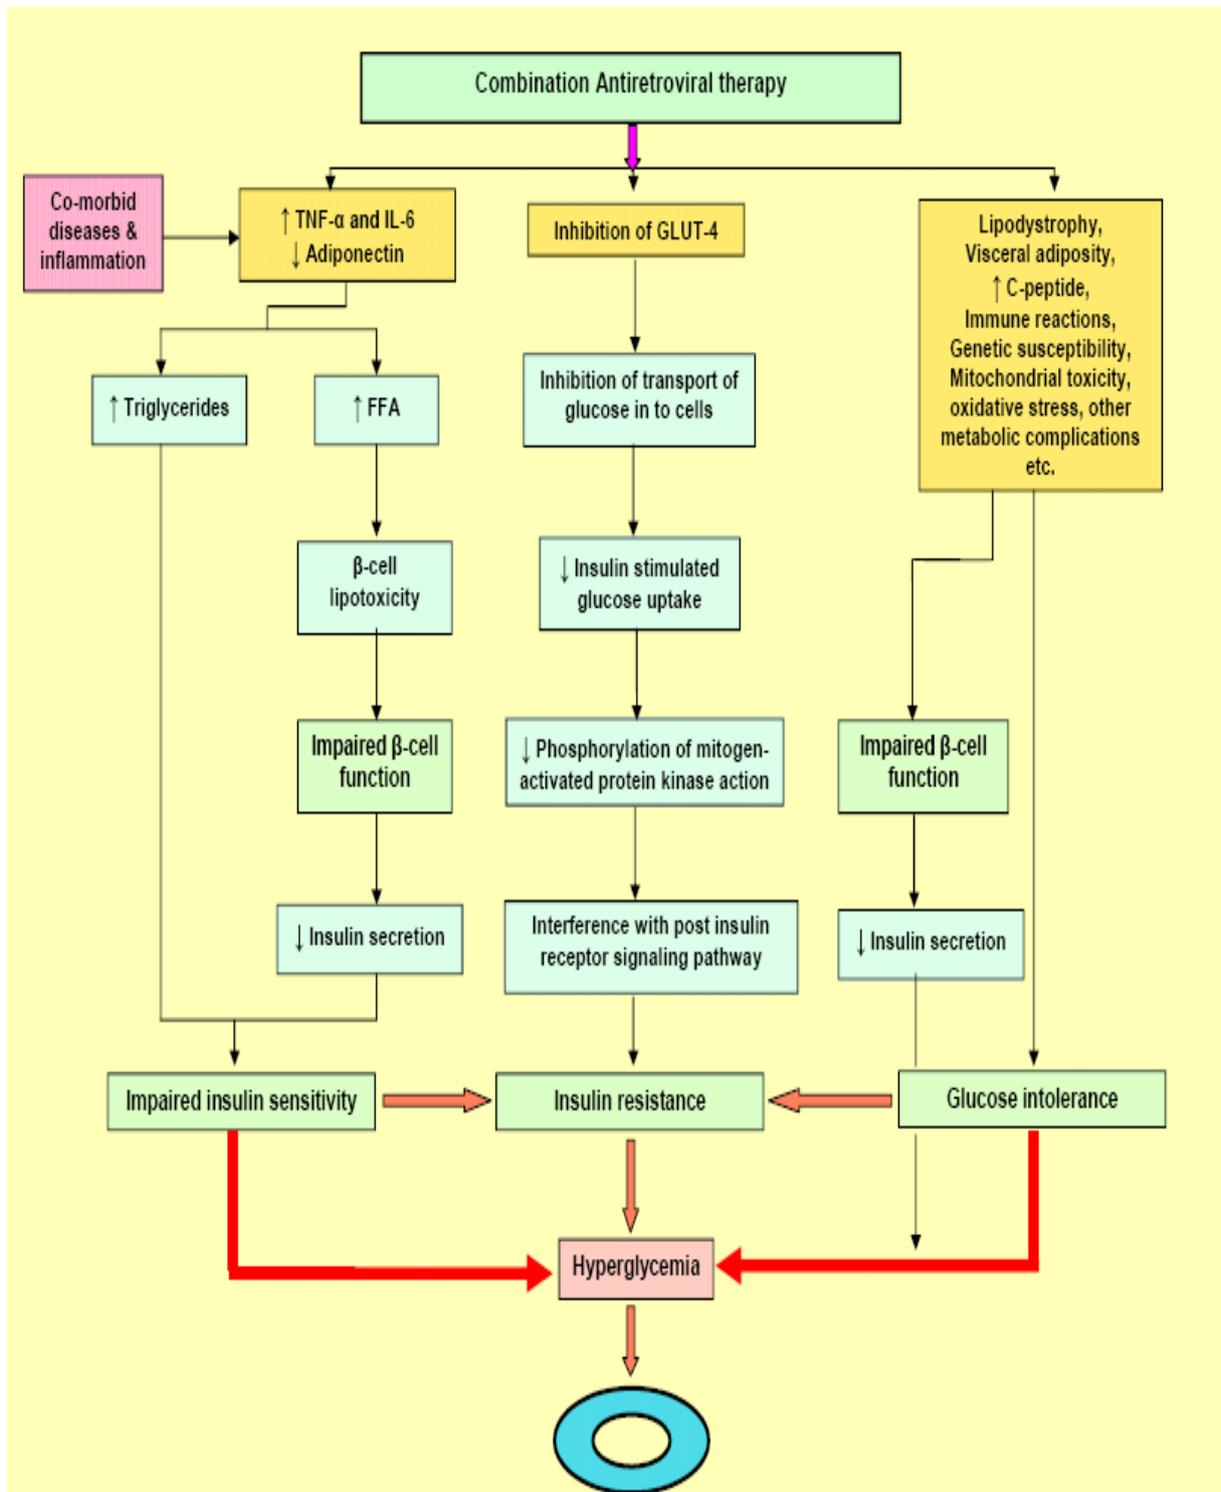 Combination Antiretroviral therapy
Co-morbid
diseases &
inflammation
↑ TNF-α and IL-6
↓ Adiponectin
Inhibition of GLUT-4
Lipodystrophy,
Visceral adiposity,
↑ C-peptide,
Immune reactions,
Genetic susceptibility,
Mitochondrial toxicity,
oxidative stress, other
metabolic complications
etc.
↑ Triglycerides
↑ FFA
Inhibition of transport of
glucose in to cells
β-cell
lipotoxicity
↓ Insulin stimulated
glucose uptake
Impaired β-cell
function
↓ Phosphorylation of mitogen-
activated protein kinase action
Impaired β-cell
function
↓ Insulin secretion
Interference with post insulin
receptor signaling pathway
↓ Insulin secretion
Impaired insulin sensitivity
Insulin resistance
Glucose intolerance
Hyperglycemia